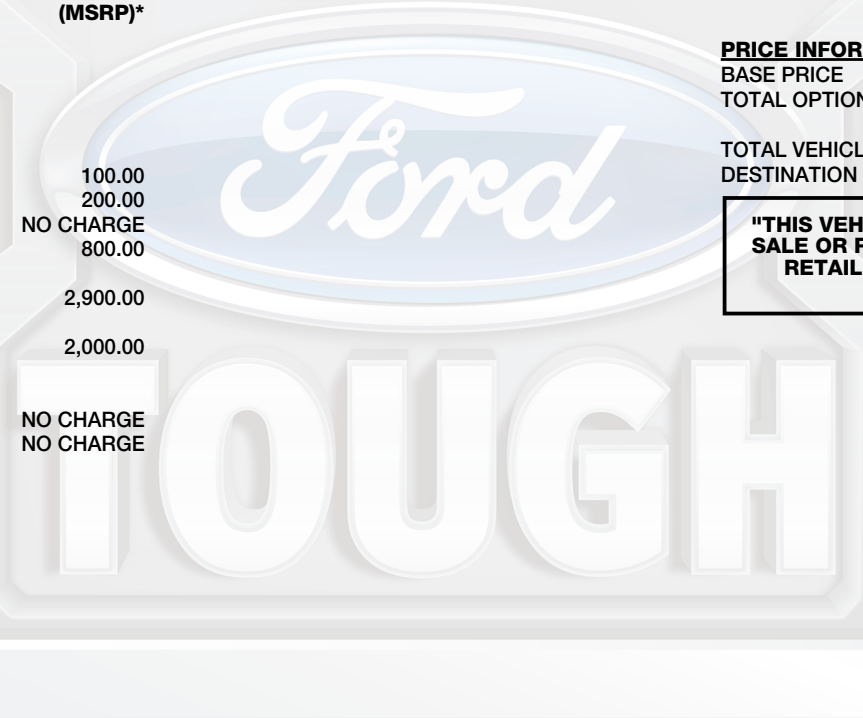 (MSRP)*
100.00
200.00
NO CHARGE
800.00
2,900.00
2,000.00
NO CHARGE
NO CHARGE
PRICE INFOR
BASE PRICE
TOTAL OPTION
TOTAL VEHICL
DESTINATION
"THIS VEH
SALE OR F
RETAIL
Ford
TOUGH